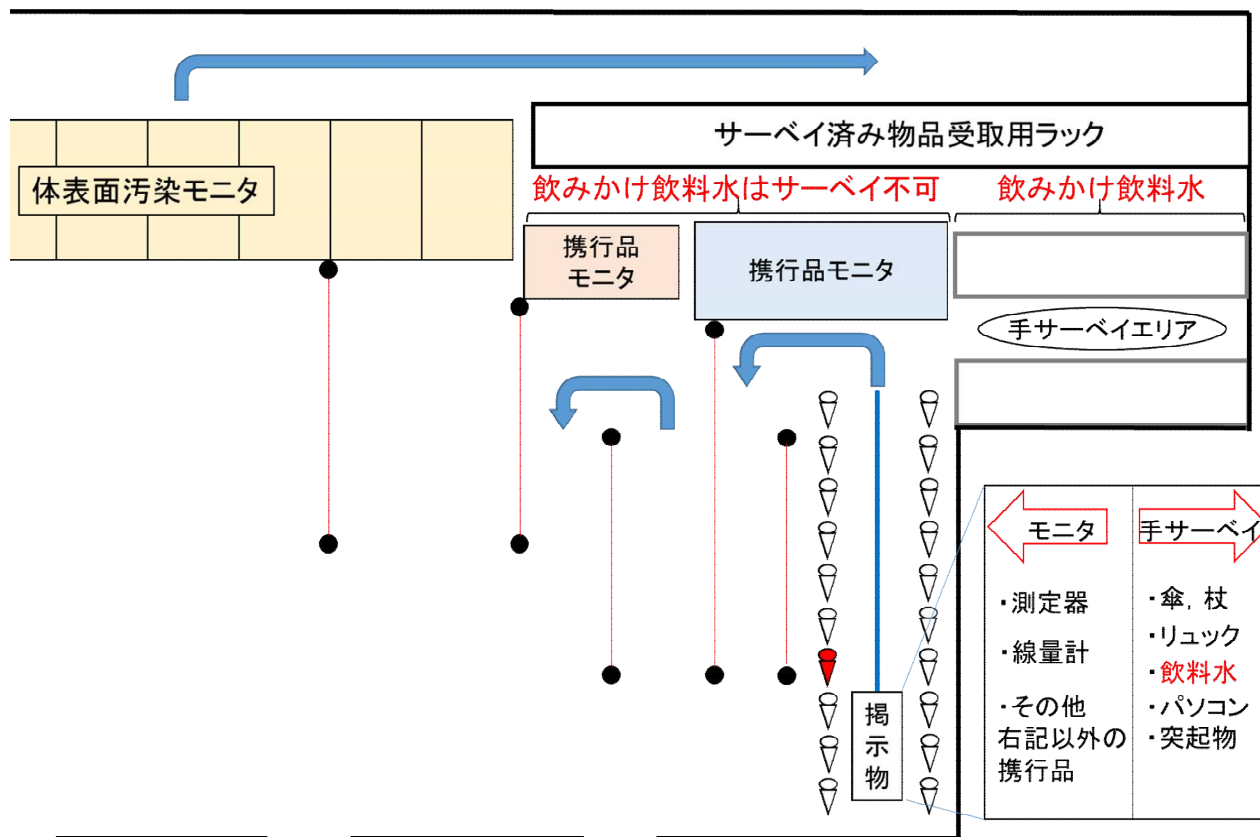 サーベイ済み物品受取用ラック
体表面汚染モニタ
飲みかけ飲料水はサーベイ不可
飲みかけ飲料水
携行品
モニタ
携行品モニタ
手サーベイエリア
掲
示
物
モニタ
・測定器
・線量計
・その他
右記以外の
携行品
手サーベイ
・傘，杖
・リュック
・飲料水
・パソコン
・突起物